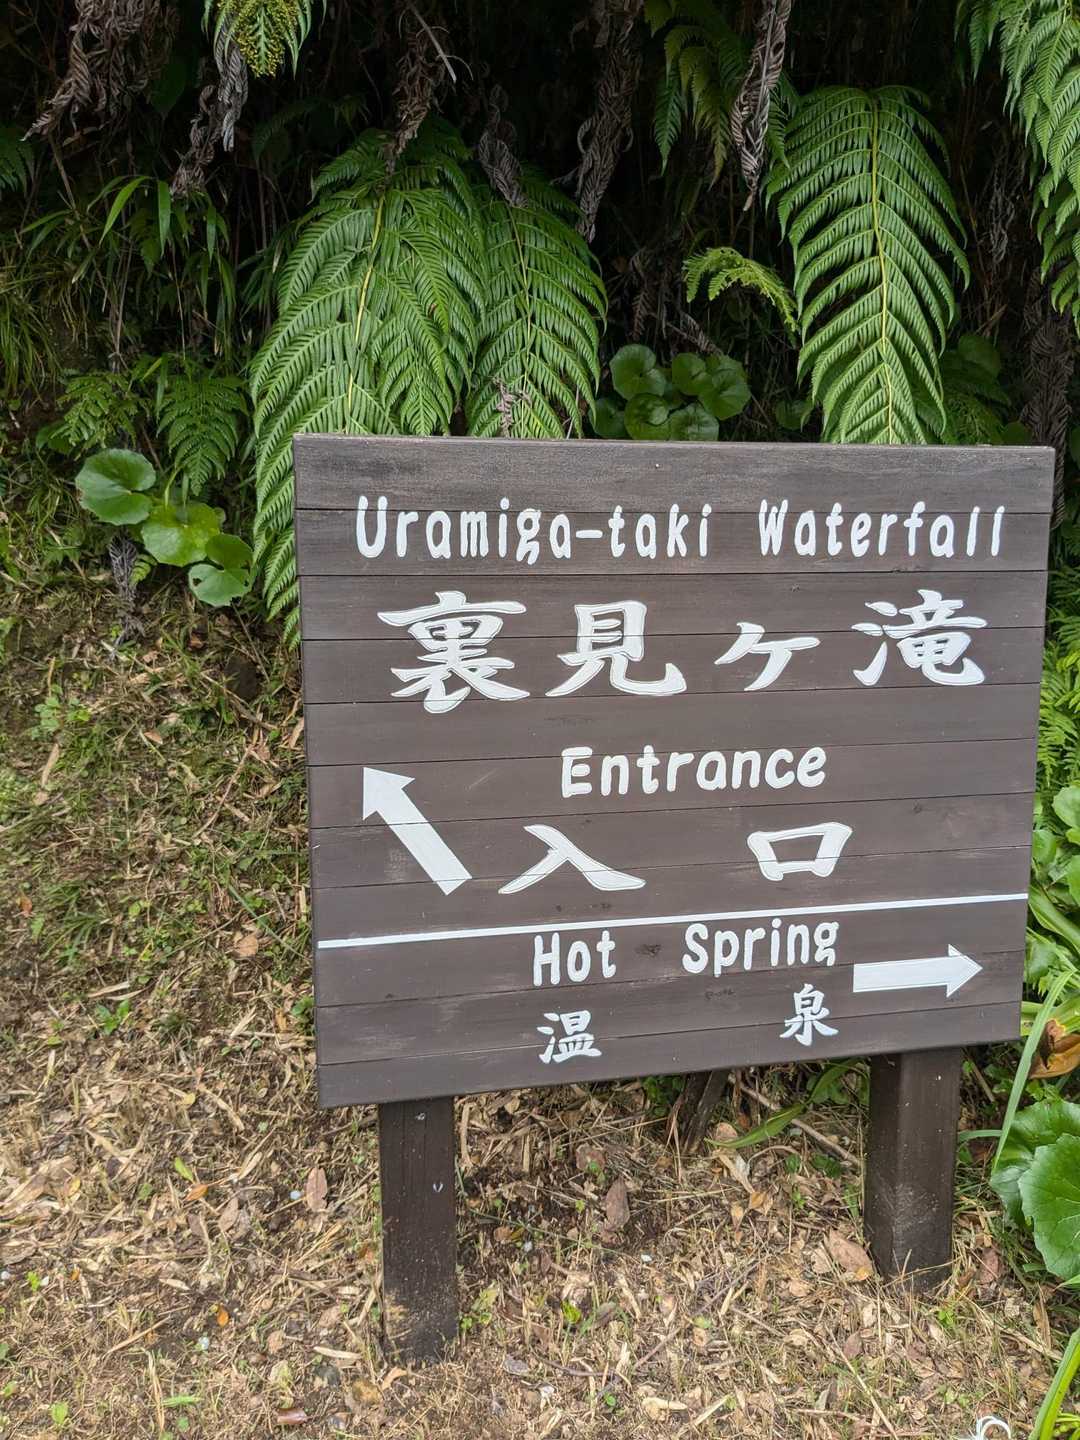 Uramiga-taki Waterfall
裏見ヶ滝
Entrance
入口
Hot Spring
温泉